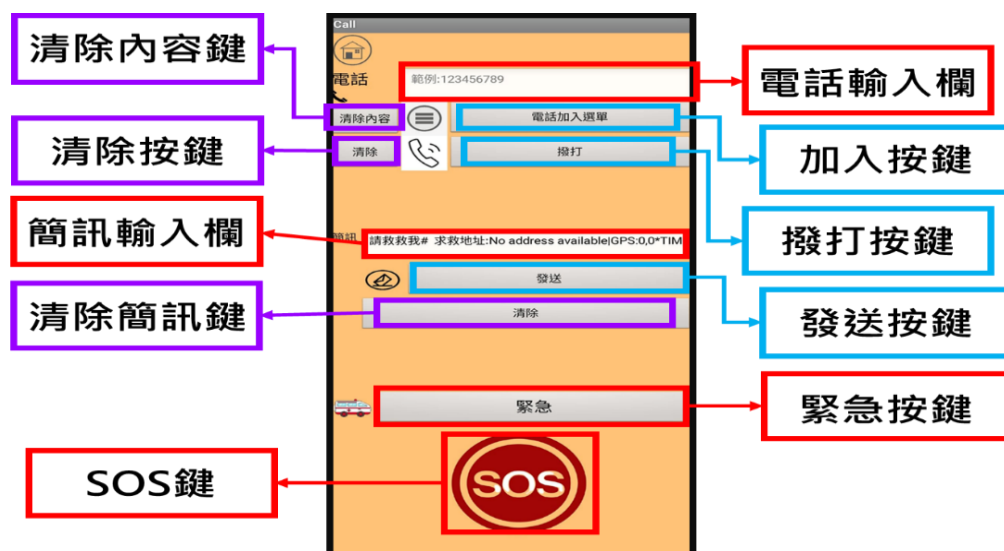 Call
清除內容鍵
電話
範例:123456789
電話輸入欄
清除內容
電話加入選單
清除按鍵
清除
撥打
加入按鍵
簡訊輸入欄
簡訊
請救救我# 求救地址:No address available|GPS:0,0*TIM
撥打按鍵
發送
清除簡訊鍵
清除
發送按鍵
緊急
緊急按鍵
SOS鍵
SOS